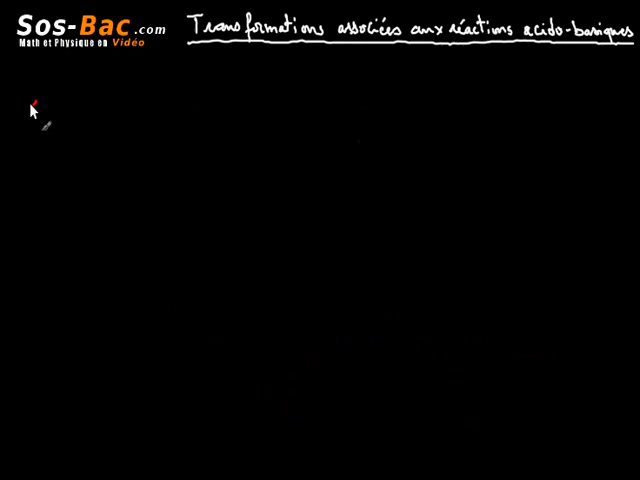 Sos-Bac.com
Math et Physique en Vidéo
Transformations associées aux réactions acido-basiques